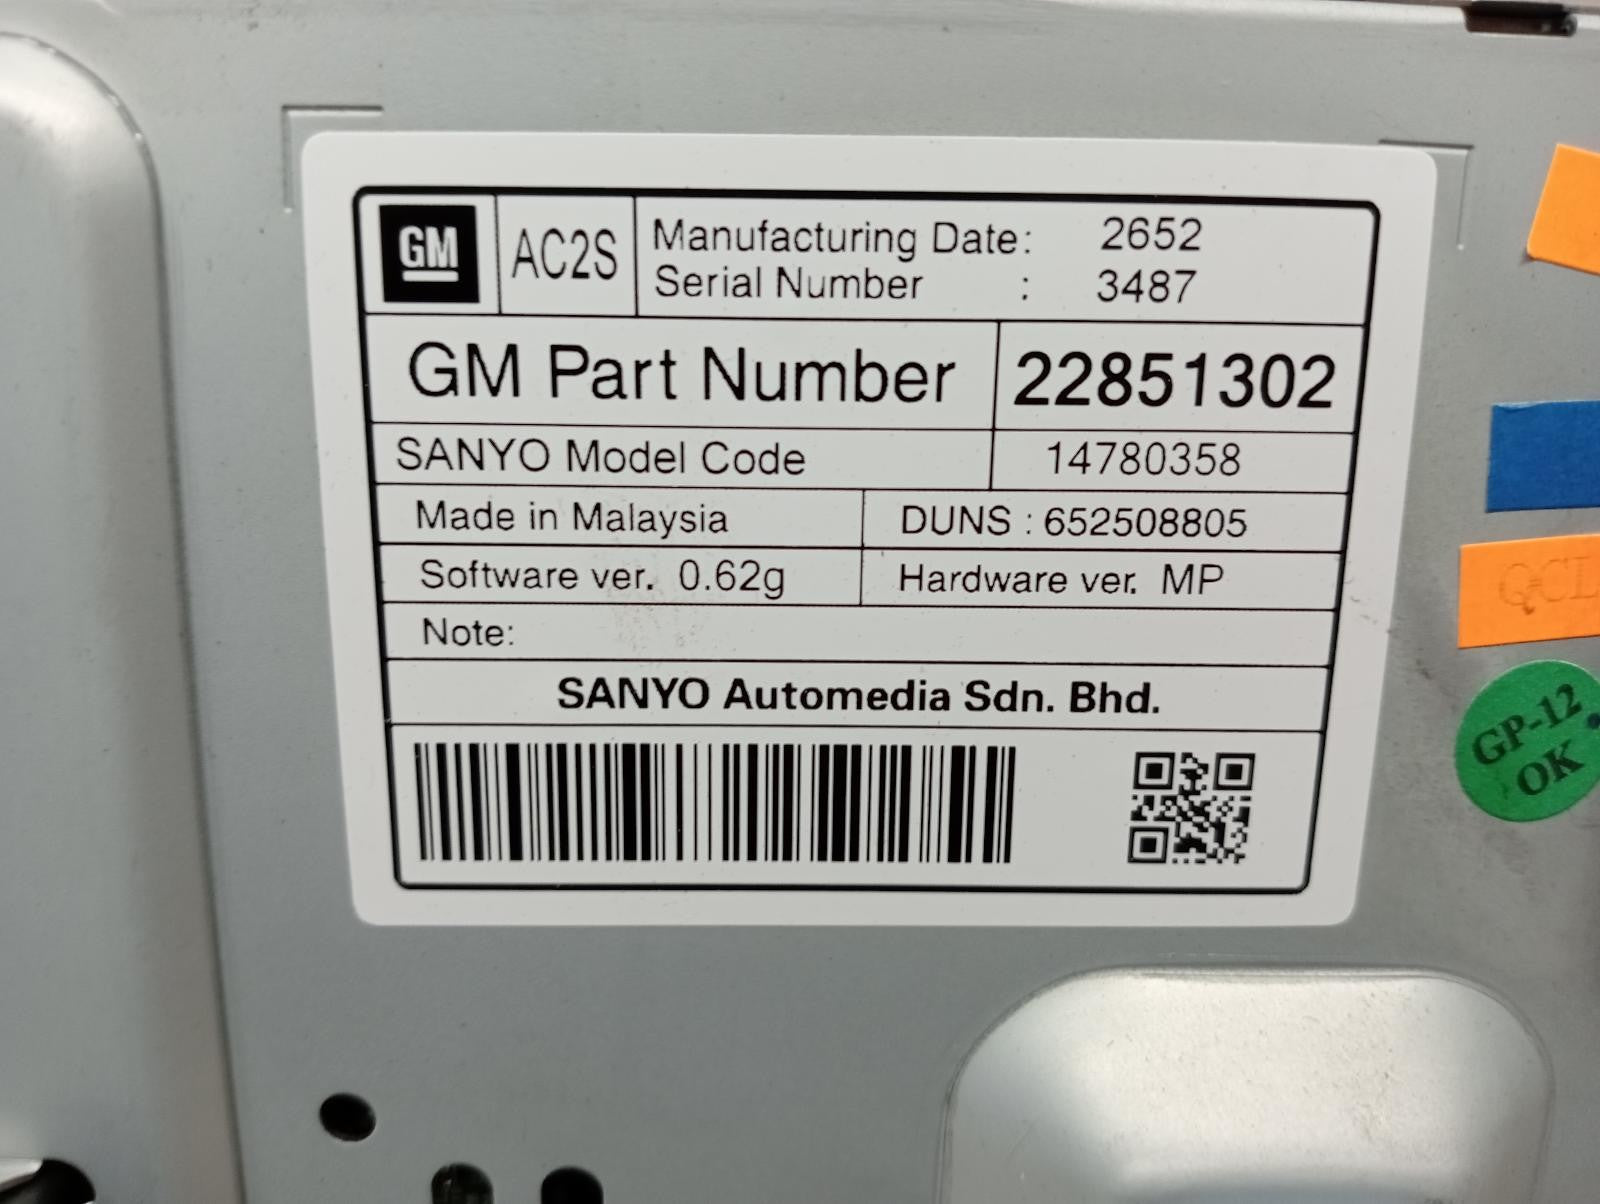 GM AC2S Manufacturing Date: 2652
Serial Number : 3487
GM Part Number 22851302
SANYO Model Code 14780358
Made in Malaysia DUNS : 652508805
Software ver. 0.62g Hardware ver. MP
Note:
SANYO Automedia Sdn. Bhd.
QCL
GP-12
OK